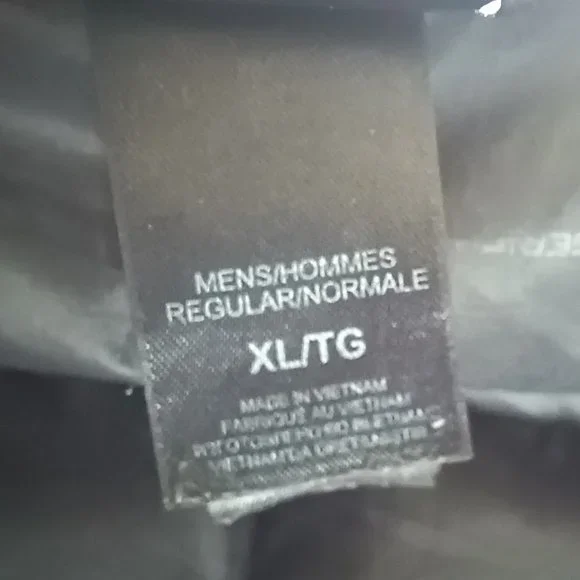 MENS/HOMMES
REGULAR/NORMALE
XL/TG
MADE IN VIETNAM
FABRIQUÉ AU VIETNAM